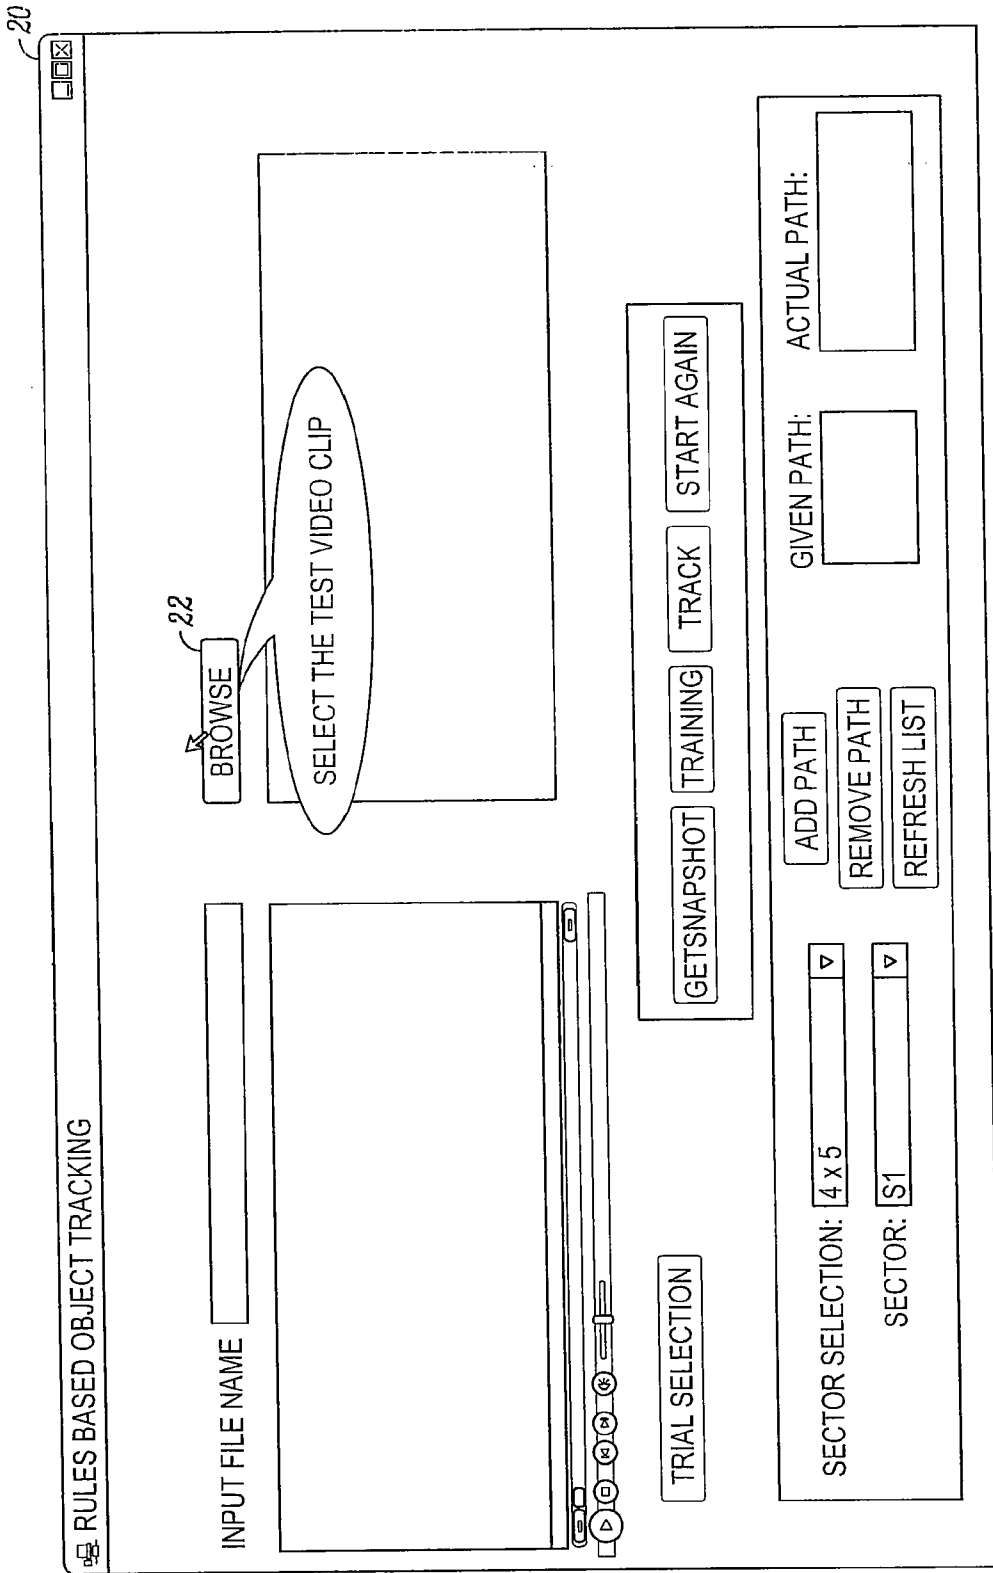 20
RULES BASED OBJECT TRACKING
INPUT FILE NAME
BROWSE
22
SELECT THE TEST VIDEO CLIP
TRIAL SELECTION
GETSNAPSHOT
TRAINING
TRACK
START AGAIN
SECTOR SELECTION: 4 x 5
SECTOR: S1
ADD PATH
REMOVE PATH
REFRESH LIST
GIVEN PATH:
ACTUAL PATH: